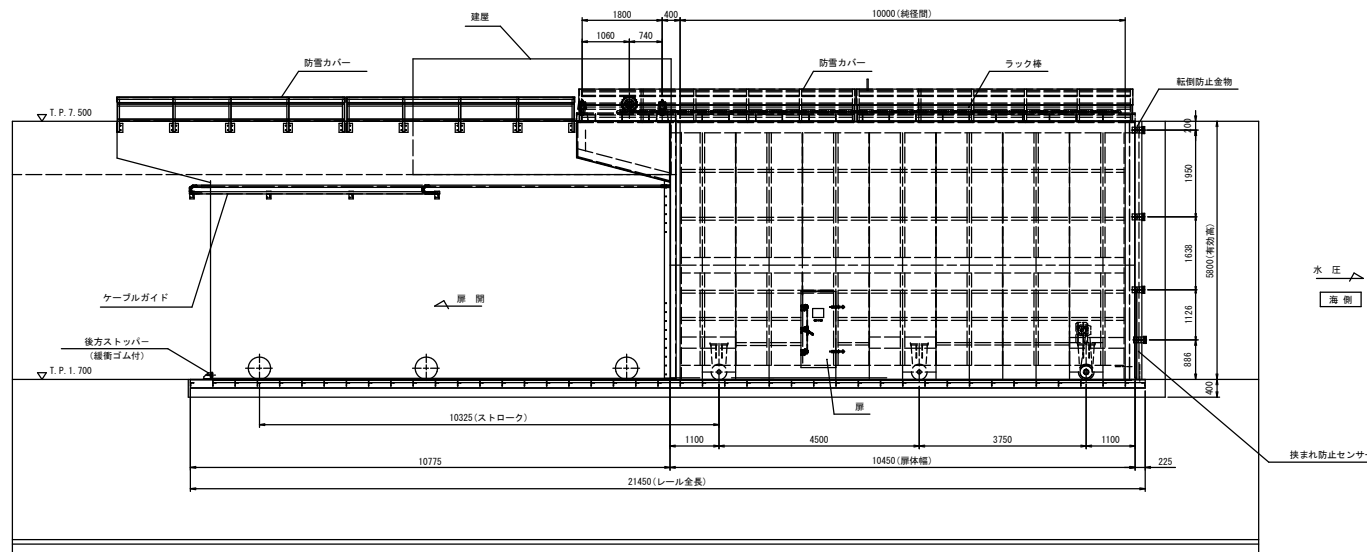 1800
400
10000(純径間)
建屋
1060
740
防雪カバー
防雪カバー
ラック棒
転倒防止金物
T.P.7.500
200
1950
1638
5800(有効高)
水 圧
海 側
ケーブルガイド
扉 開
1126
後方ストッパー
(緩衝ゴム付)
886
T.P.1.700
400
扉
10325(ストローク)
1100
4500
3750
1100
挟まれ防止センサー
10775
10450(扉体幅)
225
21450(レール全長)